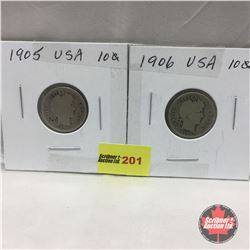 1905 USA 10¢
1906 USA 10¢
Scribner's
Auction Ltd.
201